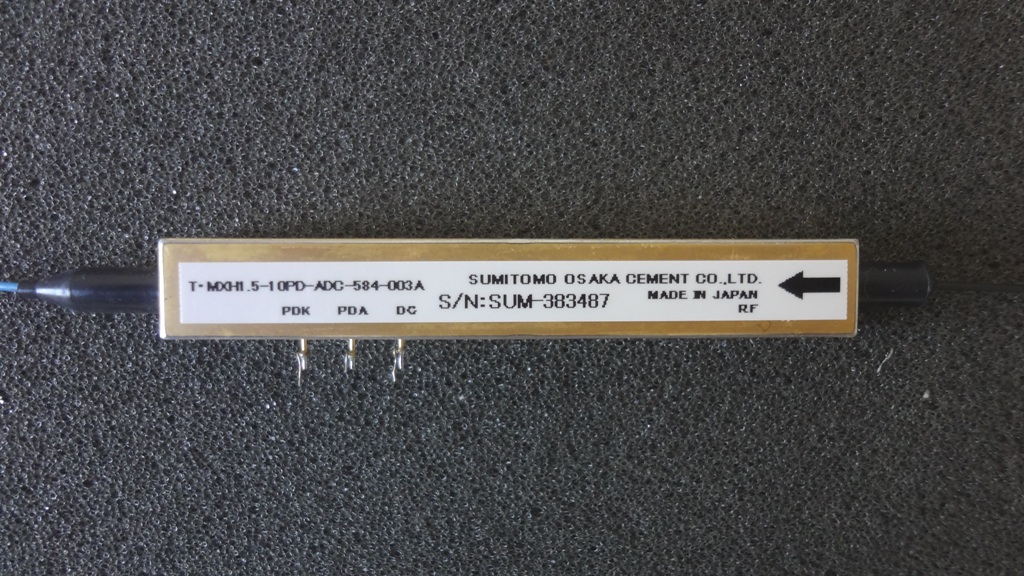 T・MXH1.5-10PD-ADC-584-003A
PDK PDA DC
SUMITOMO OSAKA CEMENT CO.,LTD.
S/N:SUM-383487
MADE IN JAPAN
RF